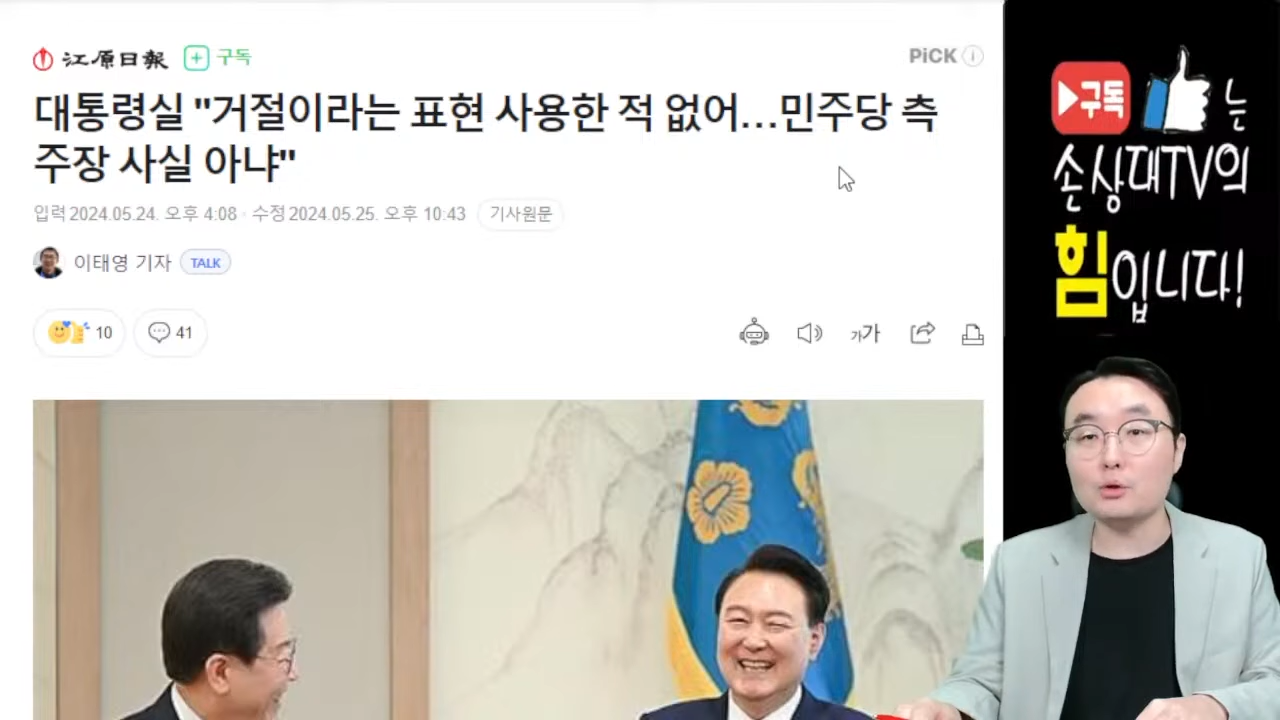 江原日報 + 구독
PiCK i
대통령실 "거절이라는 표현 사용한 적 없어…민주당 측
주장 사실 아냐"
입력 2024.05.24. 오후 4:08 · 수정 2024.05.25. 오후 10:43 기사원문
이태영 기자 TALK
10 41
가가
구독 는
손상대TV의
힘입니다!